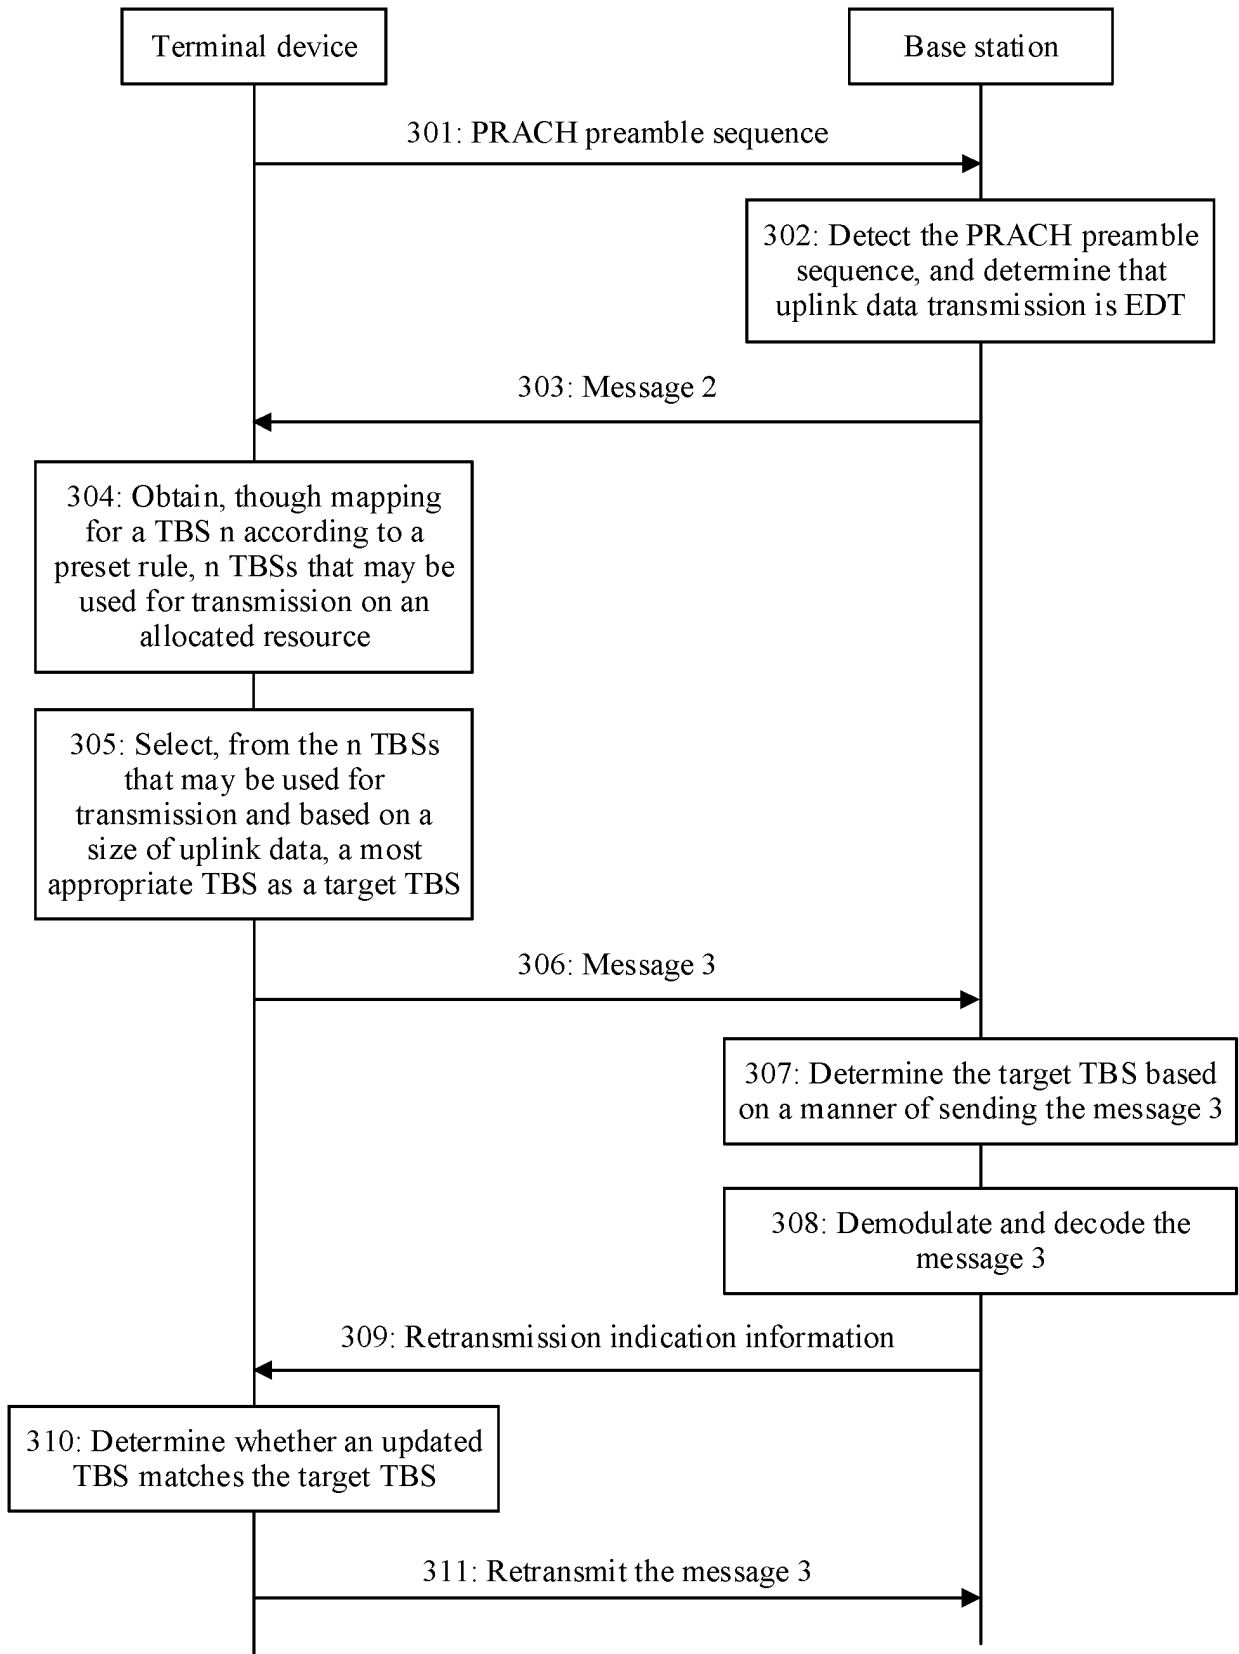 Terminal device
Base station
301: PRACH preamble sequence
302: Detect the PRACH preamble
sequence, and determine that
uplink data transmission is EDT
303: Message 2
304: Obtain, though mapping
for a TBS n according to a
preset rule, n TBSs that may be
used for transmission on an
allocated resource
305: Select, from the n TBSs
that may be used for
transmission and based on a
size of uplink data, a most
appropriate TBS as a target TBS
306: Message 3
307: Determine the target TBS based
on a manner of sending the message 3
308: Demodulate and decode the
message 3
309: Retransmission indication information
310: Determine whether an updated
TBS matches the target TBS
311: Retransmit the message 3